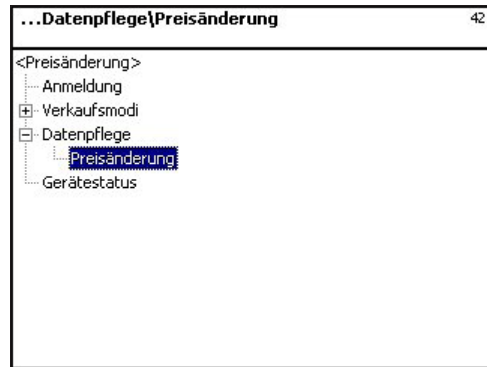 ...Datenpflege\Preisänderung 42
<Preisänderung>
Anmeldung
Verkaufsmodi
Datenpflege
Preisänderung
Gerätestatus